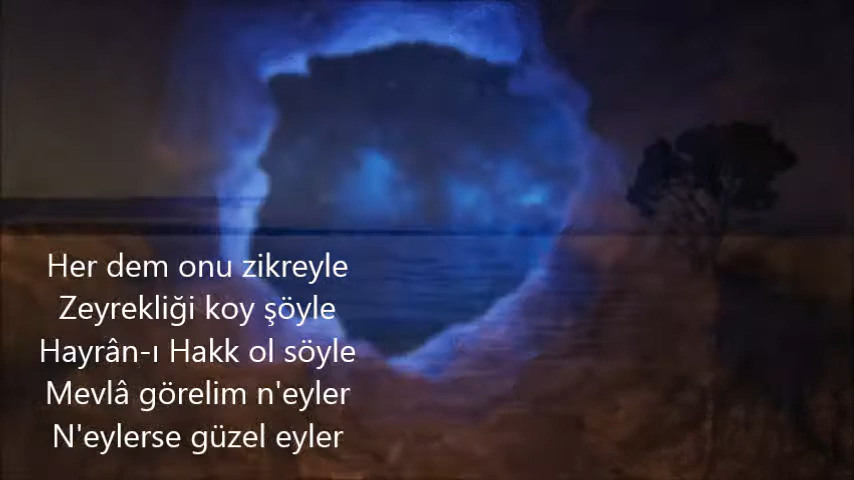 Her dem onu zikreyle
Zeyrekliği koy şöyle
Hayrân-ı Hakk ol söyle
Mevlâ görelim n'eyler
N'eylerse güzel eyler